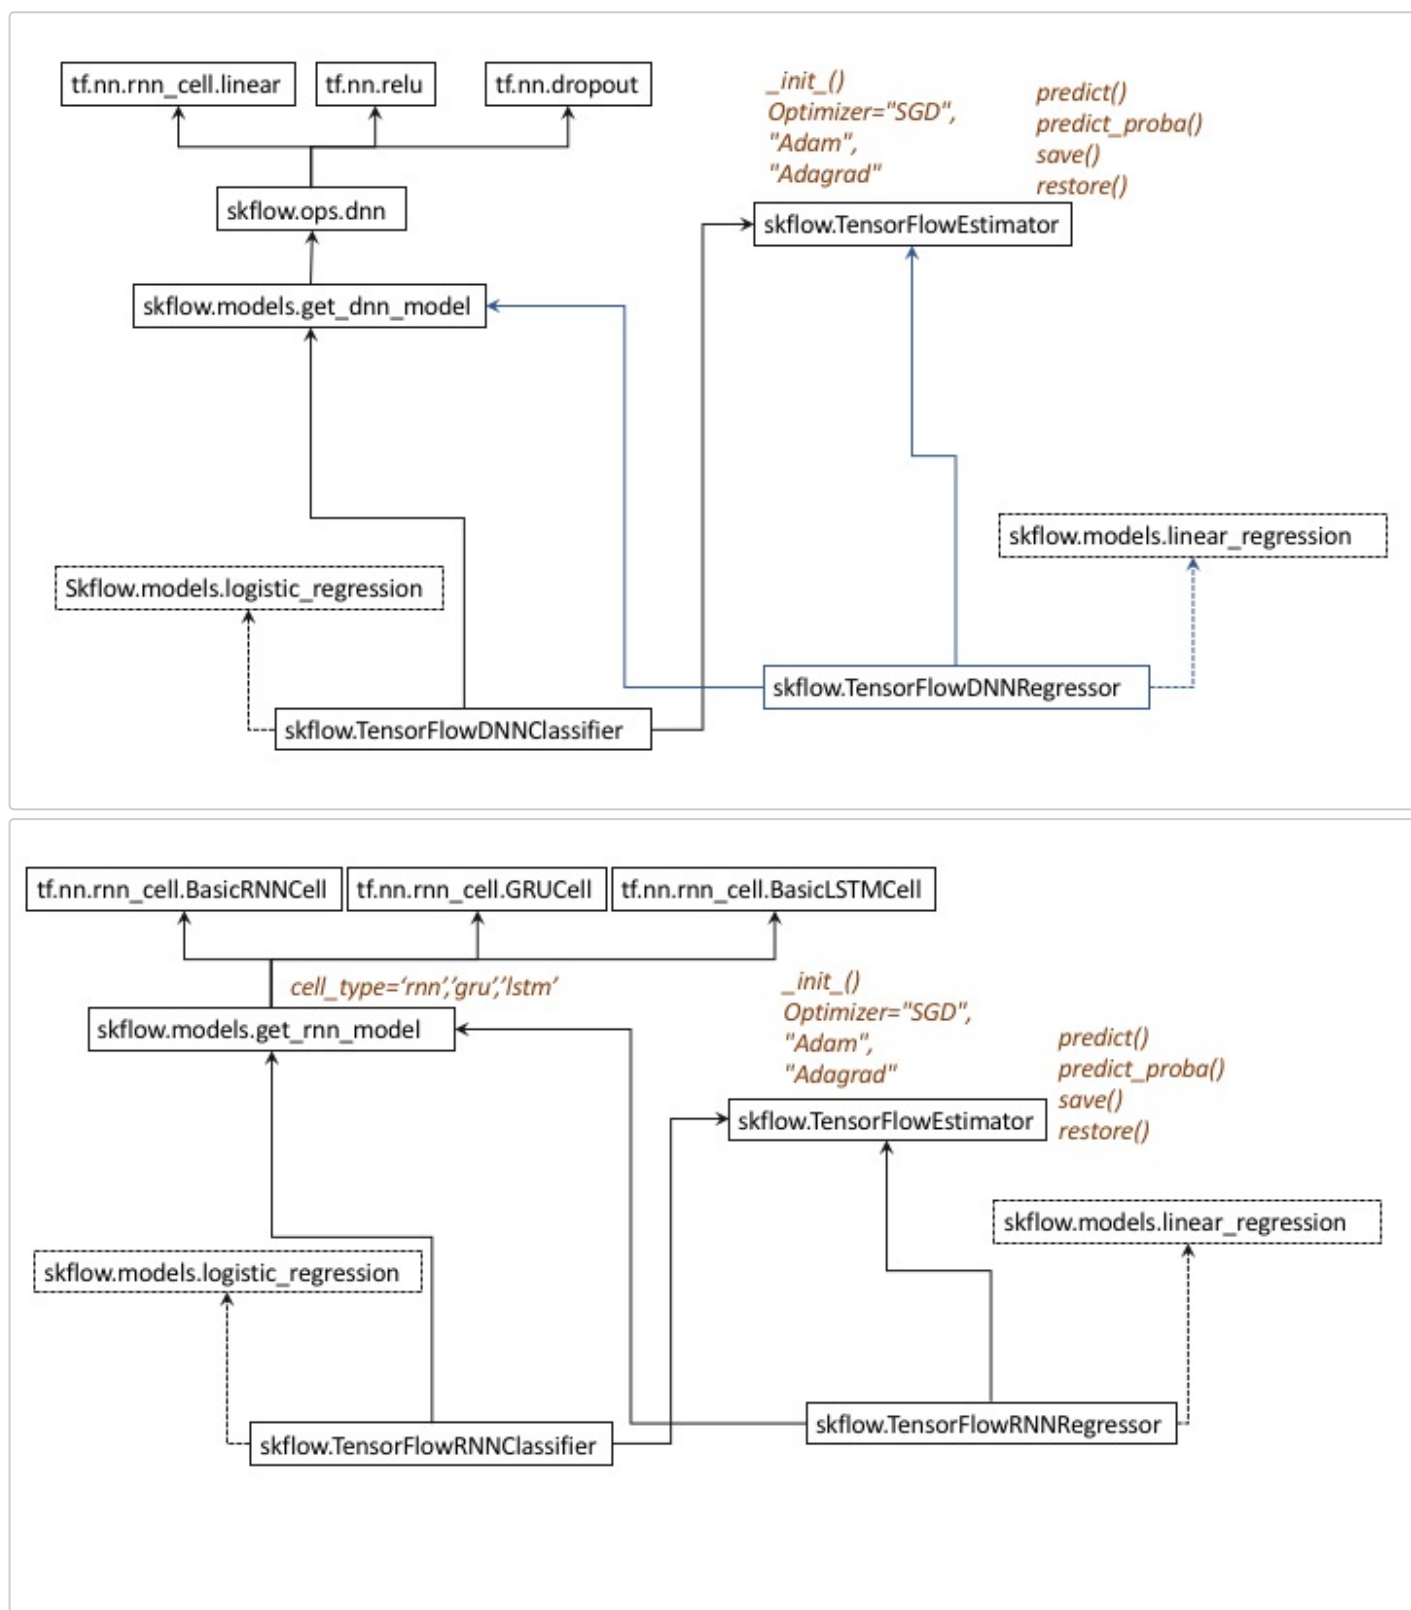 tf.nn.rnn_cell.linear
tf.nn.relu
tf.nn.dropout
_init_()
Optimizer="SGD",
"Adam",
"Adagrad"
predict()
predict_proba()
save()
restore()
skflow.ops.dnn
skflow.TensorFlowEstimator
skflow.models.get_dnn_model
skflow.models.linear_regression
Skflow.models.logistic_regression
skflow.TensorFlowDNNRegressor
skflow.TensorFlowDNNClassifier
tf.nn.rnn_cell.BasicRNNCell
tf.nn.rnn_cell.GRUCell
tf.nn.rnn_cell.BasicLSTMCell
cell_type=‘rnn’,’gru’,’lstm’
_init_()
Optimizer="SGD",
"Adam",
"Adagrad"
skflow.models.get_rnn_model
predict()
predict_proba()
save()
restore()
skflow.TensorFlowEstimator
skflow.models.linear_regression
skflow.models.logistic_regression
skflow.TensorFlowRNNRegressor
skflow.TensorFlowRNNClassifier